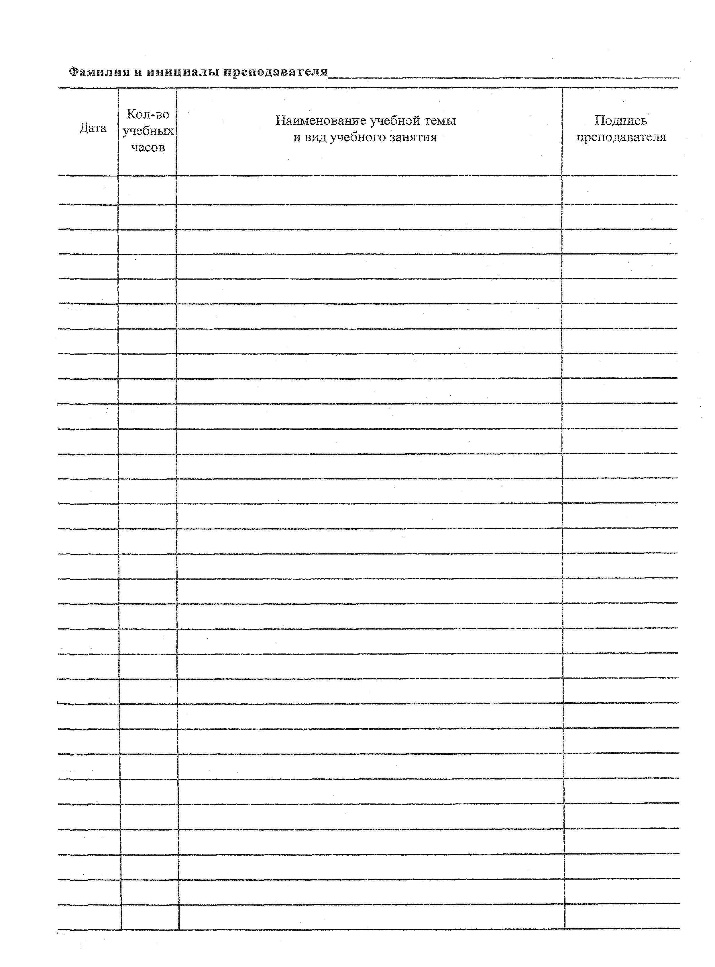 Фамилия и инициалы преподавателя
Дата
Кол-во
учебных
часов
Наименование учебной темы
и вид учебного занятия
Подпись
преподавателя